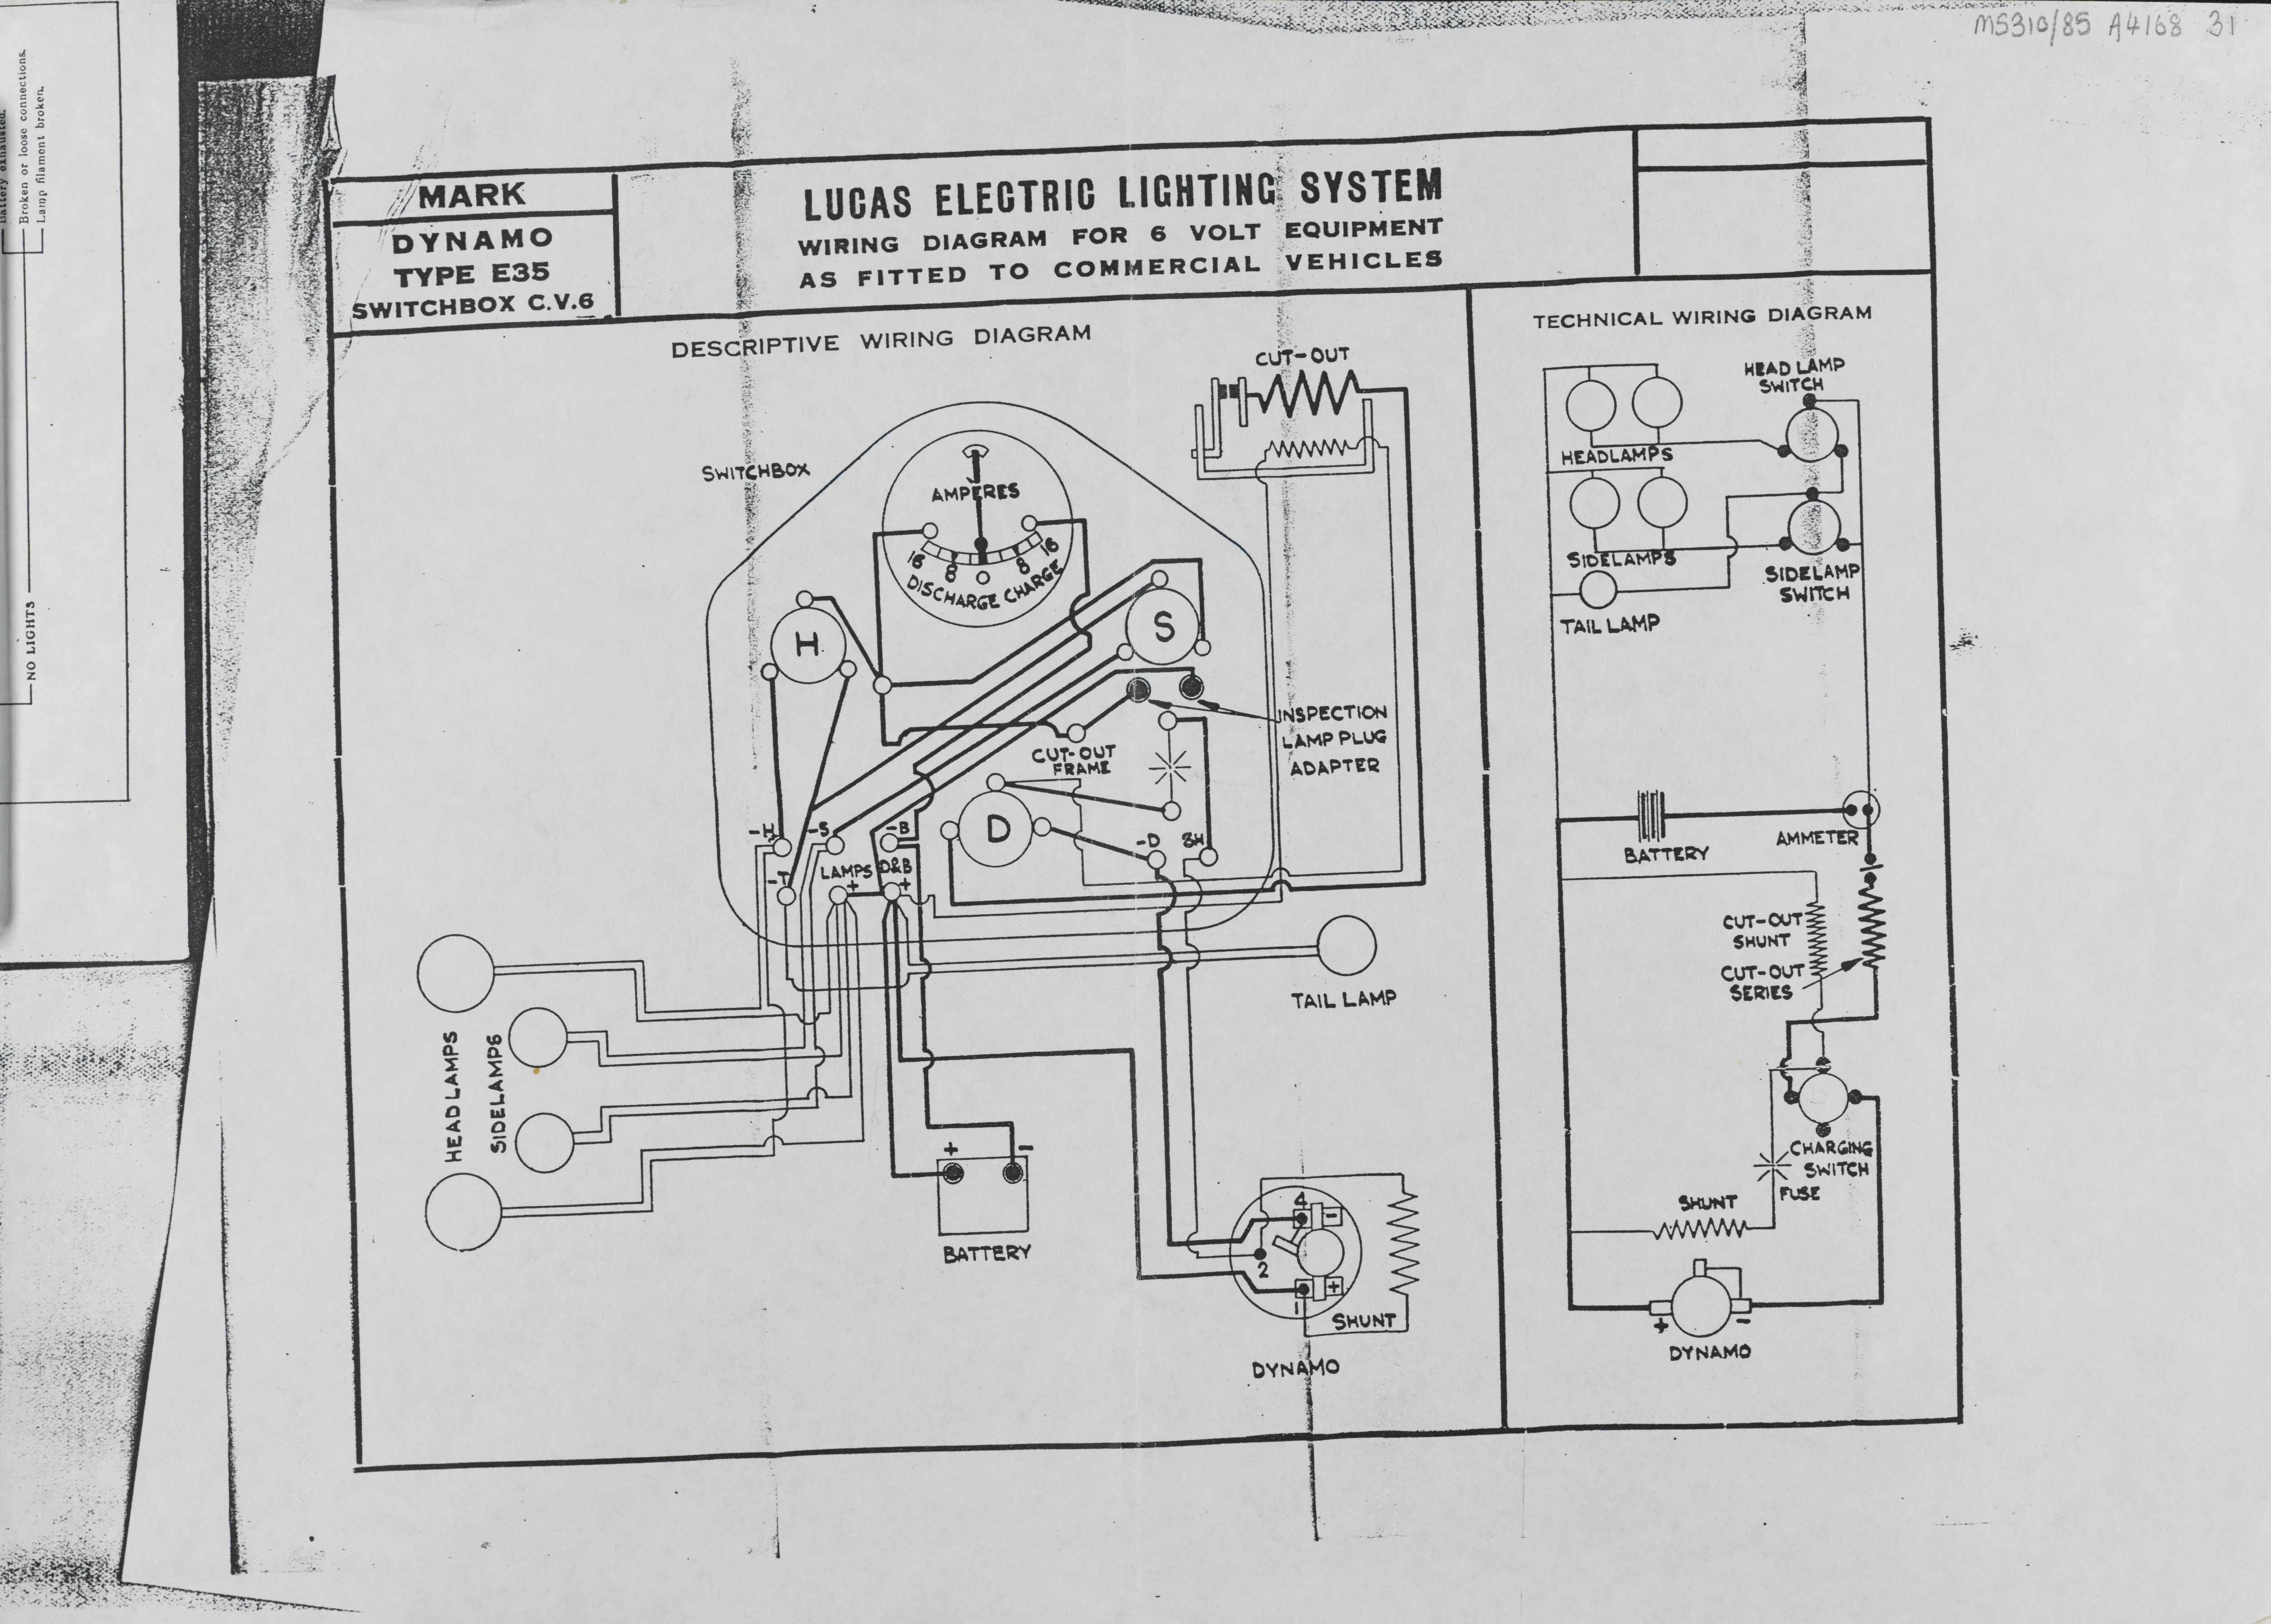 MS310/85 A4168 31
Battery exhausted.
Broken or loose connections.
Lamp filament broken.
NO LIGHTS
MARK
DYNAMO
TYPE E35
SWITCHBOX C.V.6
LUCAS ELECTRIC LIGHTING SYSTEM
WIRING DIAGRAM FOR 6 VOLT EQUIPMENT
AS FITTED TO COMMERCIAL VEHICLES
DESCRIPTIVE WIRING DIAGRAM
CUT-OUT
SWITCHBOX
AMPERES
16 8 0 8 16
DISCHARGE CHARGE
H
S
INSPECTION
LAMP PLUG
ADAPTER
CUT-OUT
FRAME
D
-H
-S
-B
-D
SH
-T
LAMPS
+
D&B
+
TAIL LAMP
HEADLAMPS
SIDELAMPS
+ -
BATTERY
4
-
2
+
1
SHUNT
DYNAMO
TECHNICAL WIRING DIAGRAM
HEAD LAMP
SWITCH
HEADLAMPS
SIDELAMPS
SIDELAMP
SWITCH
TAIL LAMP
AMMETER
BATTERY
CUT-OUT
SHUNT
CUT-OUT
SERIES
CHARGING
SWITCH
FUSE
SHUNT
+ -
DYNAMO